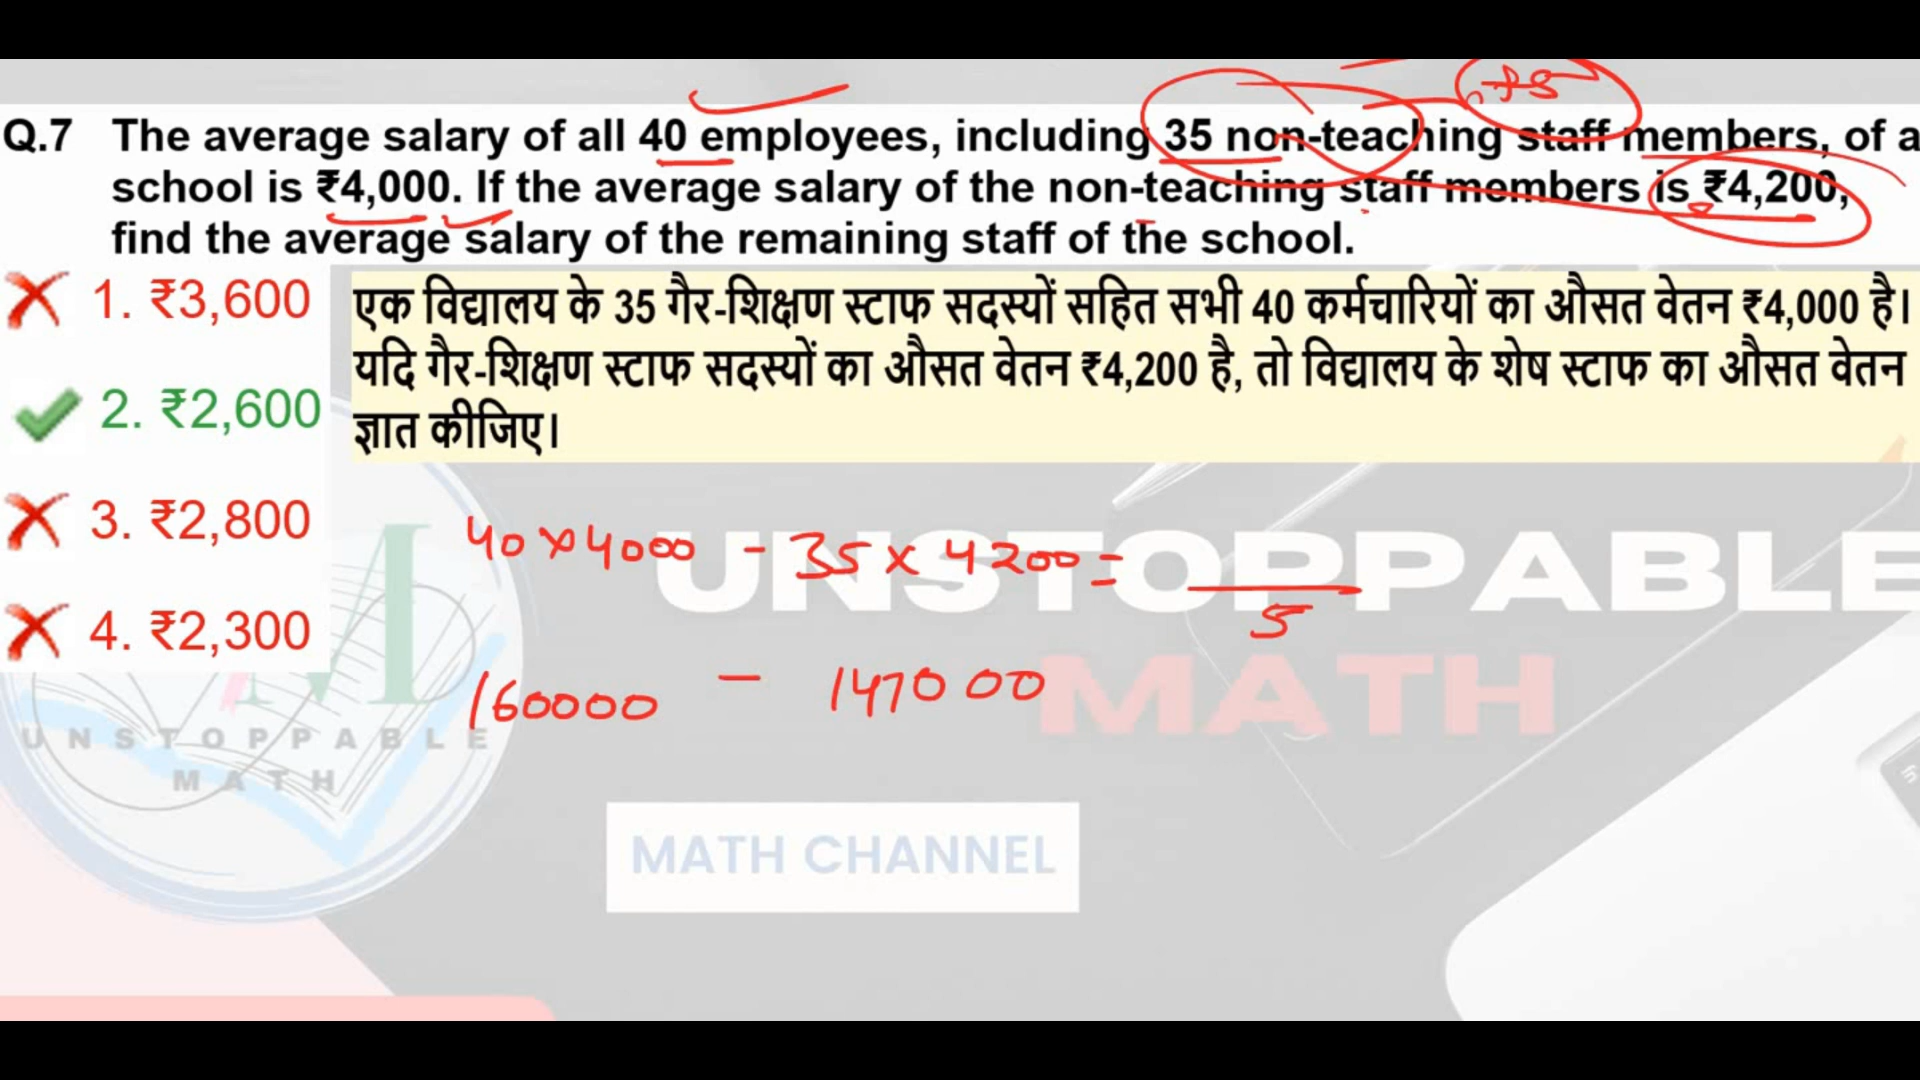 +5
Q.7 The average salary of all 40 employees, including 35 non-teaching staff members, of a
school is ₹4,000. If the average salary of the non-teaching staff members is ₹4,200,
find the average salary of the remaining staff of the school.
1. ₹3,600
2. ₹2,600
3. ₹2,800
4. ₹2,300
एक विद्यालय के 35 गैर-शिक्षण स्टाफ सदस्यों सहित सभी 40 कर्मचारियों का औसत वेतन ₹4,000 है।
यदि गैर-शिक्षण स्टाफ सदस्यों का औसत वेतन ₹4,200 है, तो विद्यालय के शेष स्टाफ का औसत वेतन
ज्ञात कीजिए।
40×4000 - 35×4200 =
5
160000 - 147000
UNSTOPPABLE
MATH
UNSTOPPABLE
MATH
MATH CHANNEL